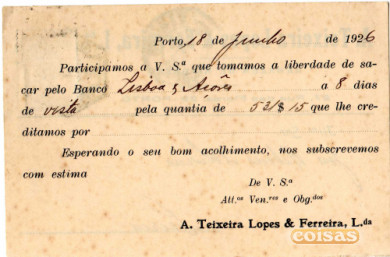 Porto, 18 de Junho de 1926
Participamos a V. S.ª que tomamos a liberdade de sa-
car pelo Banco Lisboa & Açôres a 8 dias
de vista pela quantia de 523$15 que lhe cre-
ditamos por
Esperando o seu bom acolhimento, nos subscrevemos
com estima
De V. S.ª
Att.os Ven.res e Obg.dos
A. Teixeira Lopes & Ferreira, L.da
coisas